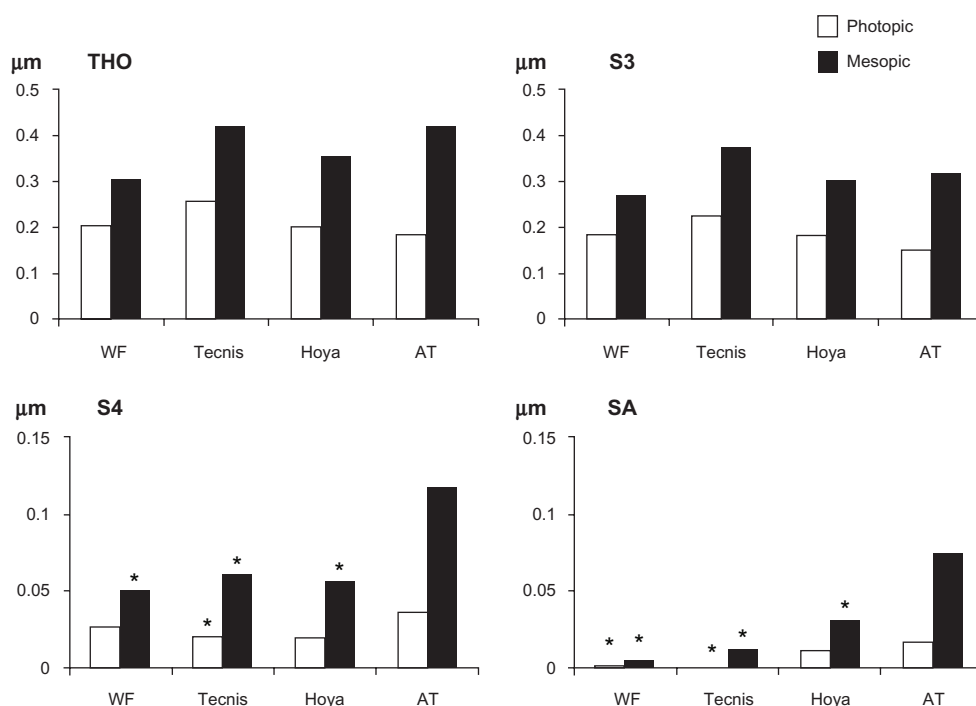 Photopic
Mesopic
μm THO
0.5
0.4
0.3
0.2
0.1
0
WF Tecnis Hoya AT
μm S3
0.5
0.4
0.3
0.2
0.1
0
WF Tecnis Hoya AT
μm S4
0.15
0.1
0.05
0
* * * *
WF Tecnis Hoya AT
μm SA
0.15
0.1
0.05
0
* * * * *
WF Tecnis Hoya AT